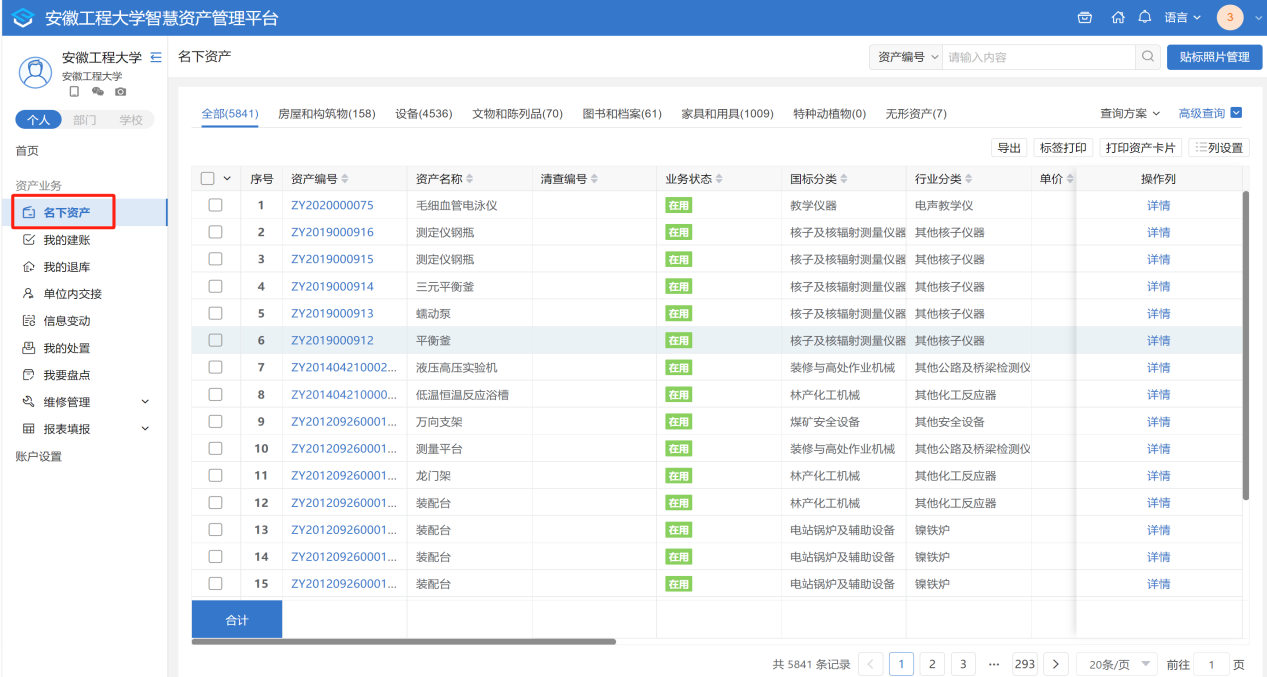 安徽工程大学智慧资产管理平台 语言 3
安徽工程大学
安徽工程大学
个人 部门 学校
首页
资产业务
名下资产
我的建账
我的退库
单位内交接
信息变动
我的处置
我要盘点
维修管理
报表填报
账户设置
名下资产 资产编号 请输入内容 贴标照片管理
全部(5841) 房屋和构筑物(158) 设备(4536) 文物和陈列品(70) 图书和档案(61) 家具和用具(1009) 特种动植物(0) 无形资产(7) 查询方案 高级查询
导出 标签打印 打印资产卡片 列设置
序号 资产编号 资产名称 清查编号 业务状态 国标分类 行业分类 单价 操作列
1 ZY2020000075 毛细血管电泳仪 在用 教学仪器 电声教学仪 详情
2 ZY2019000916 测定仪钢瓶 在用 核子及核辐射测量仪器 其他核子仪器 详情
3 ZY2019000915 测定仪钢瓶 在用 核子及核辐射测量仪器 其他核子仪器 详情
4 ZY2019000914 三元平衡釜 在用 核子及核辐射测量仪器 其他核子仪器 详情
5 ZY2019000913 蠕动泵 在用 核子及核辐射测量仪器 其他核子仪器 详情
6 ZY2019000912 平衡釜 在用 核子及核辐射测量仪器 其他核子仪器 详情
7 ZY201404210002... 液压高压实验机 在用 装修与高处作业机械 其他公路及桥梁检测仪 详情
8 ZY201404210000... 低温恒温反应浴槽 在用 林产化工机械 其他化工反应器 详情
9 ZY201209260001... 万向支架 在用 煤矿安全设备 其他安全设备 详情
10 ZY201209260001... 测量平台 在用 装修与高处作业机械 其他公路及桥梁检测仪 详情
11 ZY201209260001... 龙门架 在用 林产化工机械 其他化工反应器 详情
12 ZY201209260001... 装配台 在用 林产化工机械 其他化工反应器 详情
13 ZY201209260001... 装配台 在用 电站锅炉及辅助设备 镍铁炉 详情
14 ZY201209260001... 装配台 在用 电站锅炉及辅助设备 镍铁炉 详情
15 ZY201209260001... 装配台 在用 电站锅炉及辅助设备 镍铁炉 详情
合计
共 5841 条记录 1 2 3 ... 293 20条/页 前往 1 页